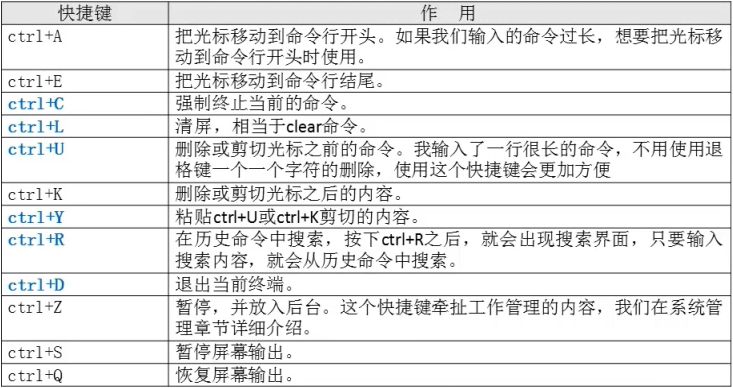 快捷键 作 用
ctrl+A 把光标移动到命令行开头。如果我们输入的命令过长，想要把光标移
动到命令行开头时使用。
ctrl+E 把光标移动到命令行结尾。
ctrl+C 强制终止当前的命令。
ctrl+L 清屏，相当于clear命令。
ctrl+U 删除或剪切光标之前的命令。我输入了一行很长的命令，不用使用退
格键一个一个字符的删除，使用这个快捷键会更加方便
ctrl+K 删除或剪切光标之后的内容。
ctrl+Y 粘贴ctrl+U或ctrl+K剪切的内容。
ctrl+R 在历史命令中搜索，按下ctrl+R之后，就会出现搜索界面，只要输入
搜索内容，就会从历史命令中搜索。
ctrl+D 退出当前终端。
ctrl+Z 暂停，并放入后台。这个快捷键牵扯工作管理的内容，我们在系统管
理章节详细介绍。
ctrl+S 暂停屏幕输出。
ctrl+Q 恢复屏幕输出。